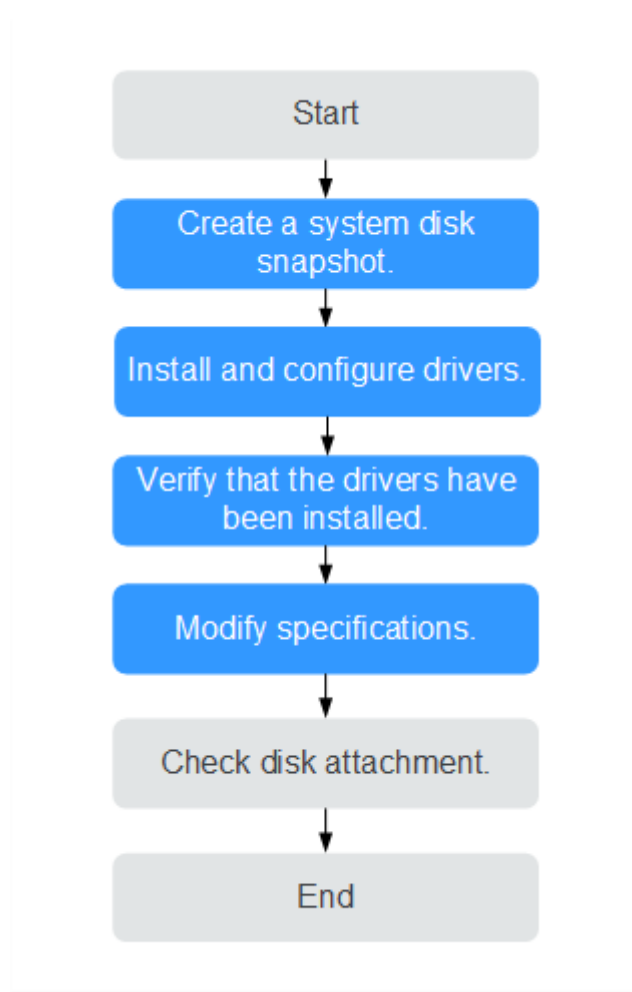 Start
Create a system disk
snapshot.
Install and configure drivers.
Verify that the drivers have
been installed.
Modify specifications.
Check disk attachment.
End